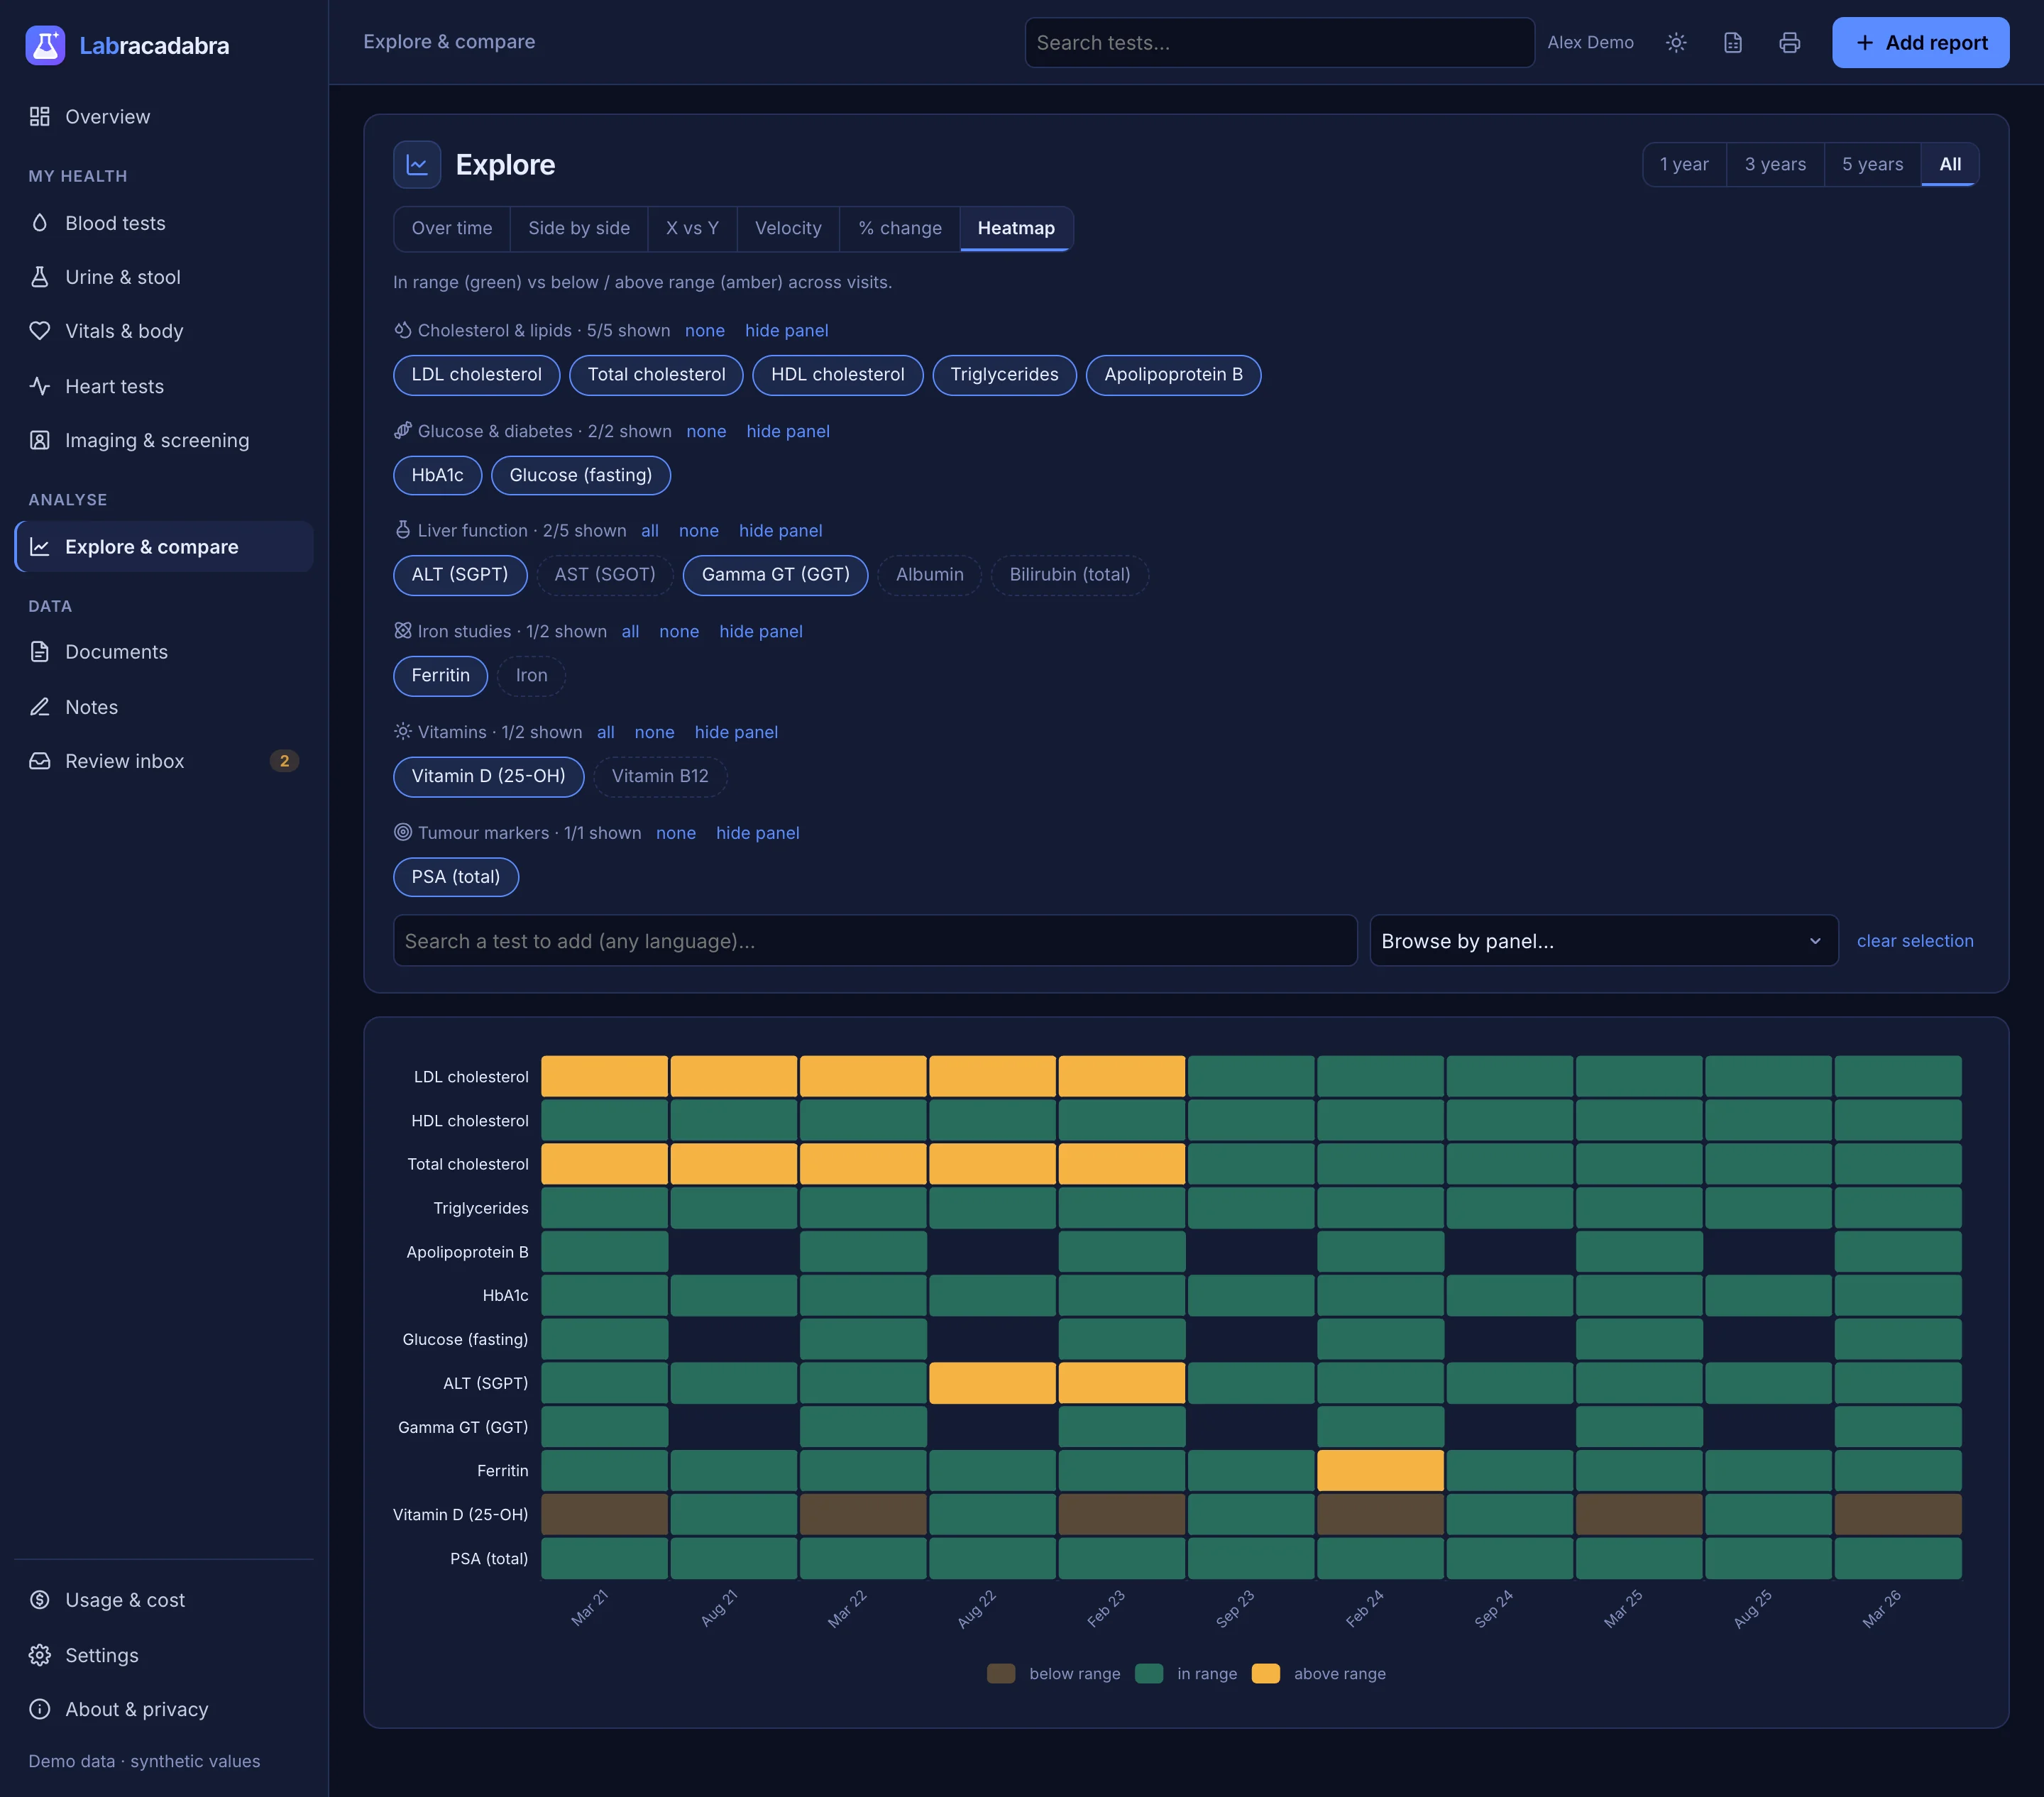 Labracadabra
Explore & compare
Search tests...
Alex Demo
Add report
Overview
MY HEALTH
Blood tests
Urine & stool
Vitals & body
Heart tests
Imaging & screening
ANALYSE
Explore & compare
DATA
Documents
Notes
Review inbox 2
Usage & cost
Settings
About & privacy
Demo data · synthetic values
Explore
1 year 3 years 5 years All
Over time Side by side X vs Y Velocity % change Heatmap
In range (green) vs below / above range (amber) across visits.
Cholesterol & lipids · 5/5 shown none hide panel
LDL cholesterol Total cholesterol HDL cholesterol Triglycerides Apolipoprotein B
Glucose & diabetes · 2/2 shown none hide panel
HbA1c Glucose (fasting)
Liver function · 2/5 shown all none hide panel
ALT (SGPT) AST (SGOT) Gamma GT (GGT) Albumin Bilirubin (total)
Iron studies · 1/2 shown all none hide panel
Ferritin Iron
Vitamins · 1/2 shown all none hide panel
Vitamin D (25-OH) Vitamin B12
Tumour markers · 1/1 shown none hide panel
PSA (total)
Search a test to add (any language)...
Browse by panel...
clear selection
LDL cholesterol
HDL cholesterol
Total cholesterol
Triglycerides
Apolipoprotein B
HbA1c
Glucose (fasting)
ALT (SGPT)
Gamma GT (GGT)
Ferritin
Vitamin D (25-OH)
PSA (total)
Mar 21 Aug 21 Mar 22 Aug 22 Feb 23 Sep 23 Feb 24 Sep 24 Mar 25 Aug 25 Mar 26
below range in range above range